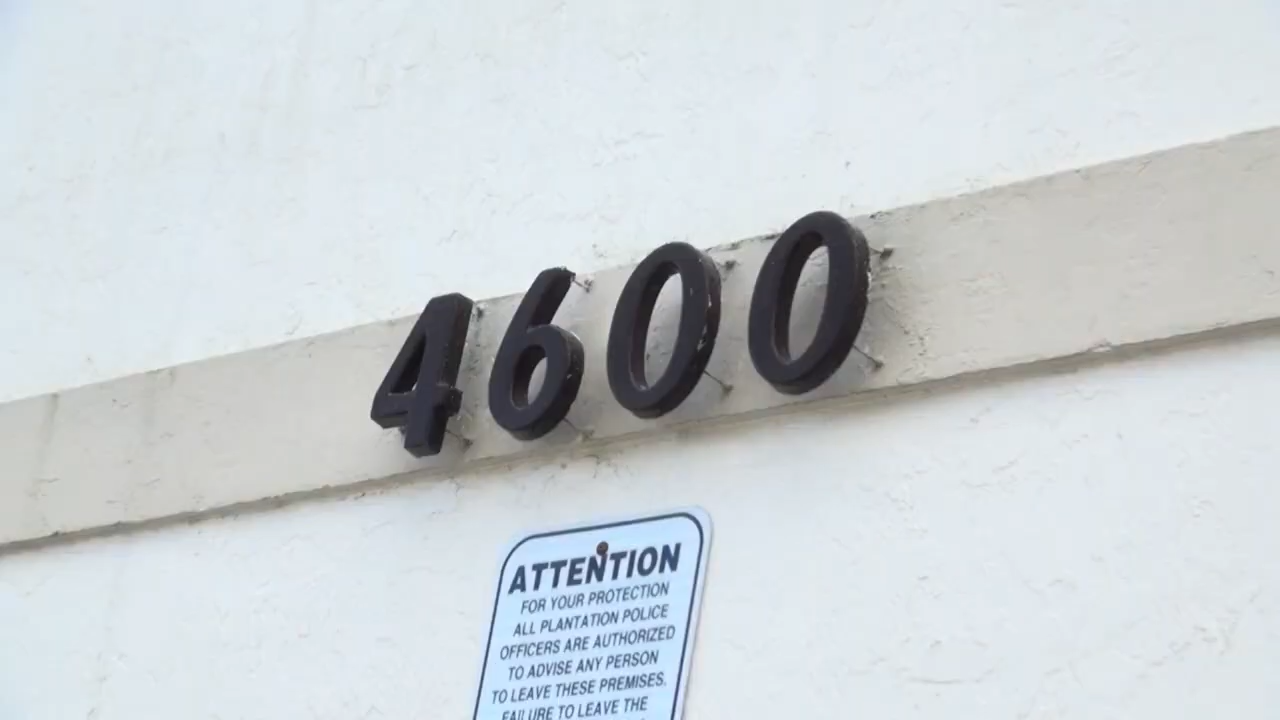 4600
ATTENTION
FOR YOUR PROTECTION
ALL PLANTATION POLICE
OFFICERS ARE AUTHORIZED
TO ADVISE ANY PERSON
TO LEAVE THESE PREMISES.
FAILURE TO LEAVE THE